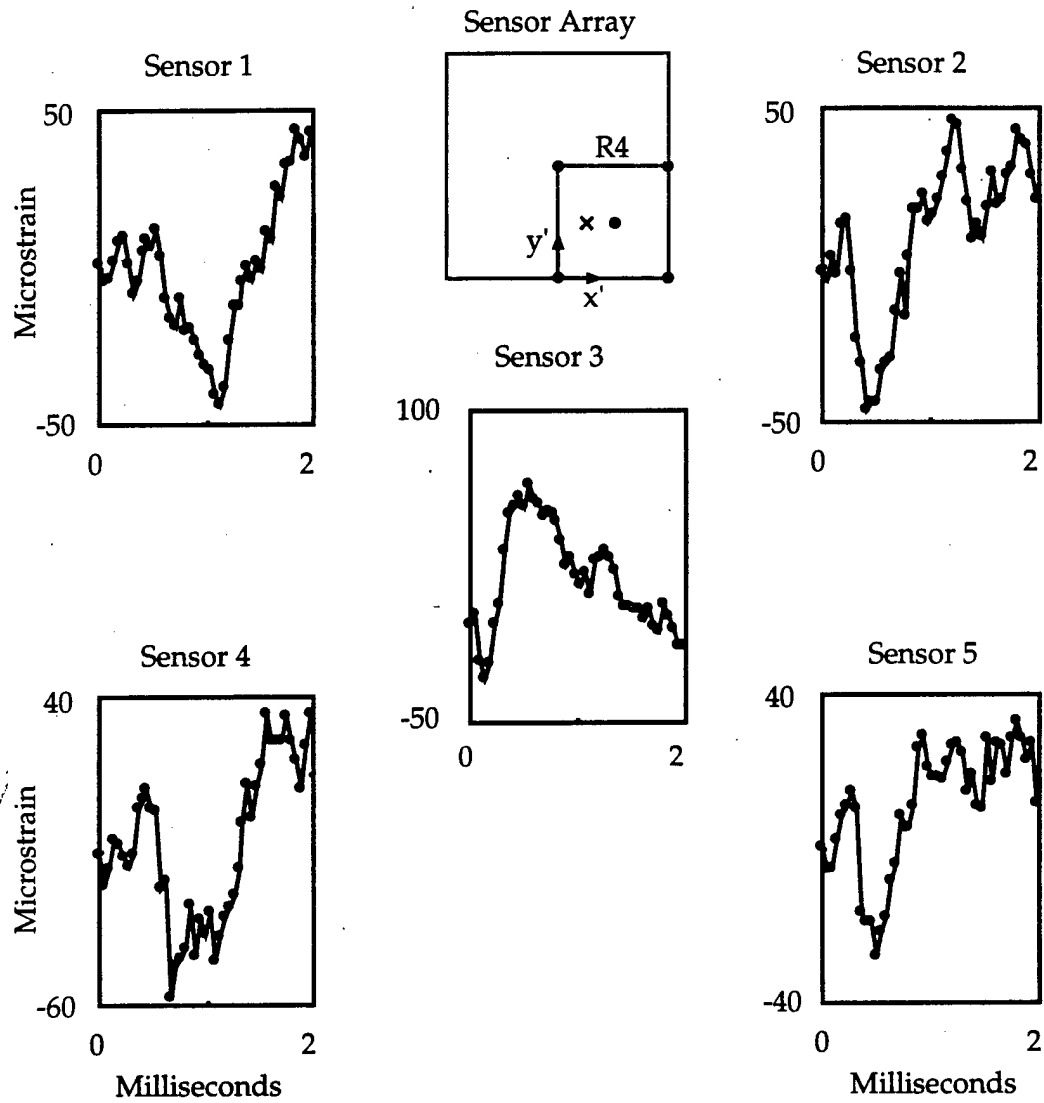 Sensor Array
Sensor 1
Sensor 2
50
Microstrain
-50
0
2
R4
y'
x'
50
-50
0
2
Sensor 3
100
-50
0
2
Sensor 4
40
Microstrain
-60
0
2
Milliseconds
Sensor 5
40
-40
0
2
Milliseconds